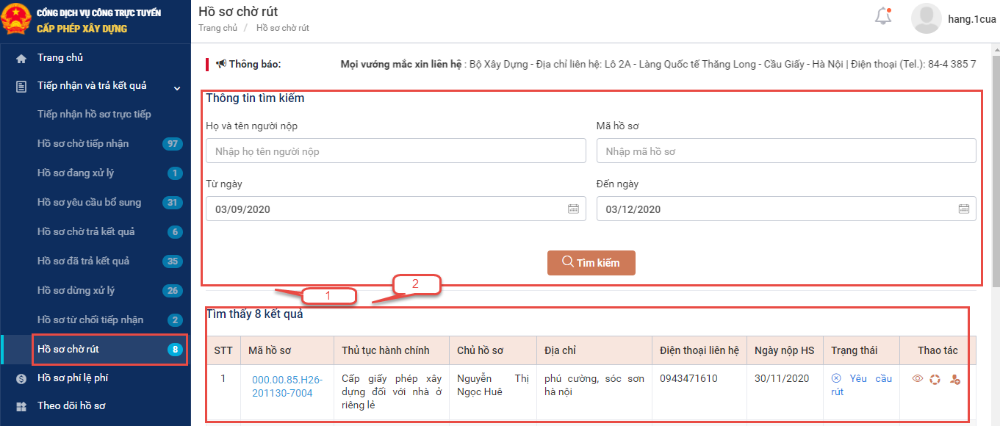 CỔNG DỊCH VỤ CÔNG TRỰC TUYẾN
CẤP PHÉP XÂY DỰNG
Trang chủ
Tiếp nhận và trả kết quả
Tiếp nhận hồ sơ trực tiếp
Hồ sơ chờ tiếp nhận 97
Hồ sơ đang xử lý 1
Hồ sơ yêu cầu bổ sung 31
Hồ sơ chờ trả kết quả 6
Hồ sơ đã trả kết quả 35
Hồ sơ dừng xử lý 26
Hồ sơ từ chối tiếp nhận 2
Hồ sơ chờ rút 8
Hồ sơ phí lệ phí
Theo dõi hồ sơ
Hồ sơ chờ rút
Trang chủ / Hồ sơ chờ rút
hang.1cua
Thông báo: Mọi vướng mắc xin liên hệ : Bộ Xây Dựng - Địa chỉ liên hệ: Lô 2A - Làng Quốc tế Thăng Long - Cầu Giấy - Hà Nội | Điện thoại (Tel.): 84-4 385 7
Thông tin tìm kiếm
Họ và tên người nộp Mã hồ sơ
Nhập họ tên người nộp Nhập mã hồ sơ
Từ ngày Đến ngày
03/09/2020 03/12/2020
Tìm kiếm
1
2
Tìm thấy 8 kết quả
STT Mã hồ sơ Thủ tục hành chính Chủ hồ sơ Địa chỉ Điện thoại liên hệ Ngày nộp HS Trạng thái Thao tác
1 000.00.85.H26- Cấp giấy phép xây Nguyễn Thị phú cường, sóc sơn 0943471610 30/11/2020 Yêu cầu
201130-7004 dựng đối với nhà ở Ngọc Huê hà nội rút
riêng lẻ